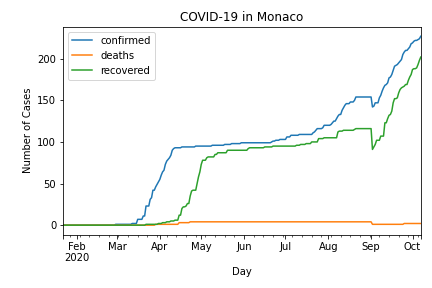 COVID-19 in Monaco
confirmed
deaths
recovered
Number of Cases
200
150
100
50
0
Feb Mar Apr May Jun Jul Aug Sep Oct
2020
Day